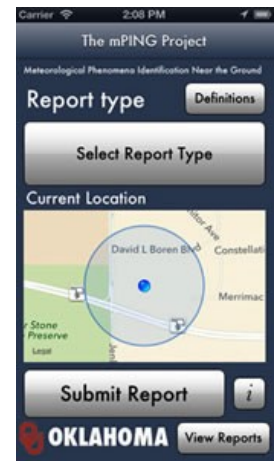 Carrier 2:08 PM
The mPING Project
Meteorological Phenomena Identification Near the Ground
Report type Definitions
Select Report Type
Current Location
David L Boren Blvd
Constellati
Merrimac
r Stone
Preserve
Legal
Submit Report i
OKLAHOMA View Reports